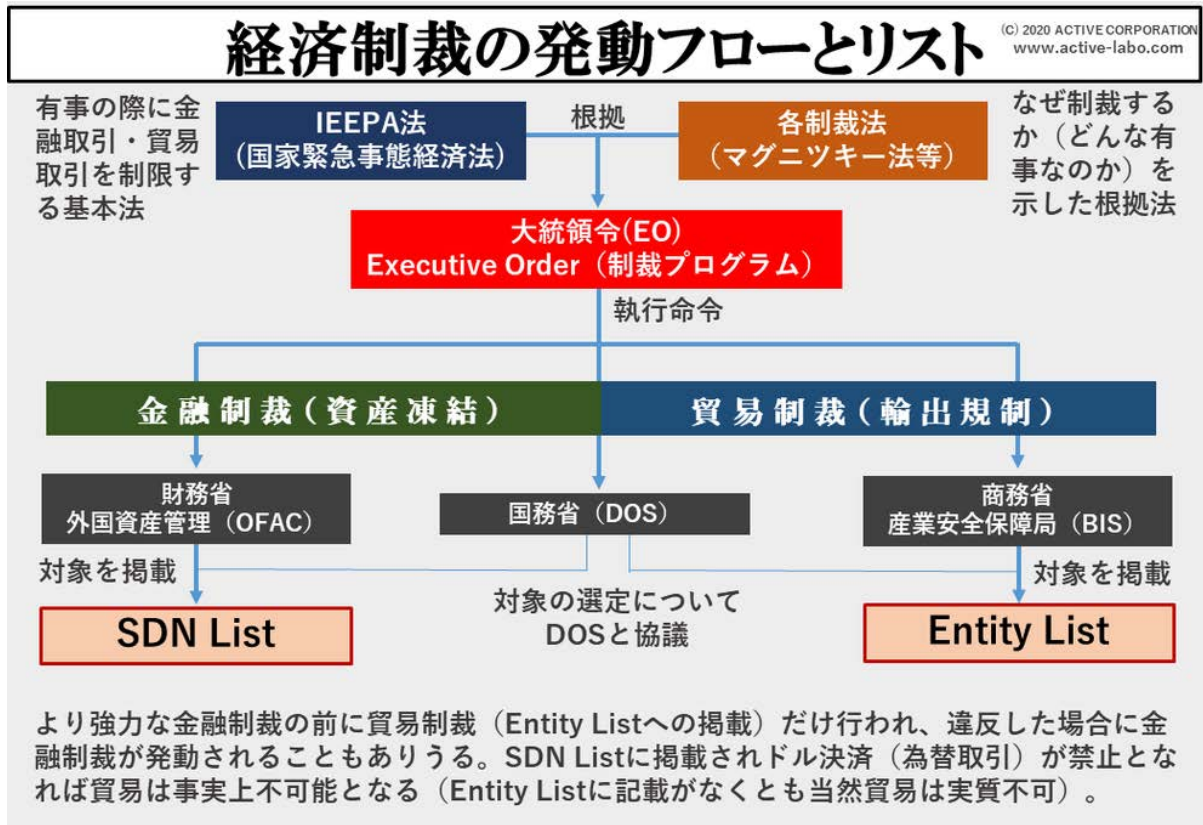 経済制裁の発動フローとリスト
(C) 2020 ACTIVE CORPORATION
www.active-labo.com
有事の際に金
融取引・貿易
取引を制限す
る基本法
IEEPA法
（国家緊急事態経済法）
根拠
各制裁法
（マグニツキー法等）
なぜ制裁する
か（どんな有
事なのか）を
示した根拠法
大統領令(EO)
Executive Order（制裁プログラム）
執行命令
金融制裁（資産凍結）
貿易制裁（輸出規制）
財務省
外国資産管理（OFAC）
国務省（DOS）
商務省
産業安全保障局（BIS）
対象を掲載
対象の選定について
DOSと協議
対象を掲載
SDN List
Entity List
より強力な金融制裁の前に貿易制裁（Entity Listへの掲載）だけ行われ、違反した場合に金
融制裁が発動されることもありうる。SDN Listに掲載されドル決済（為替取引）が禁止とな
れば貿易は事実上不可能となる（Entity Listに記載がなくとも当然貿易は実質不可）。